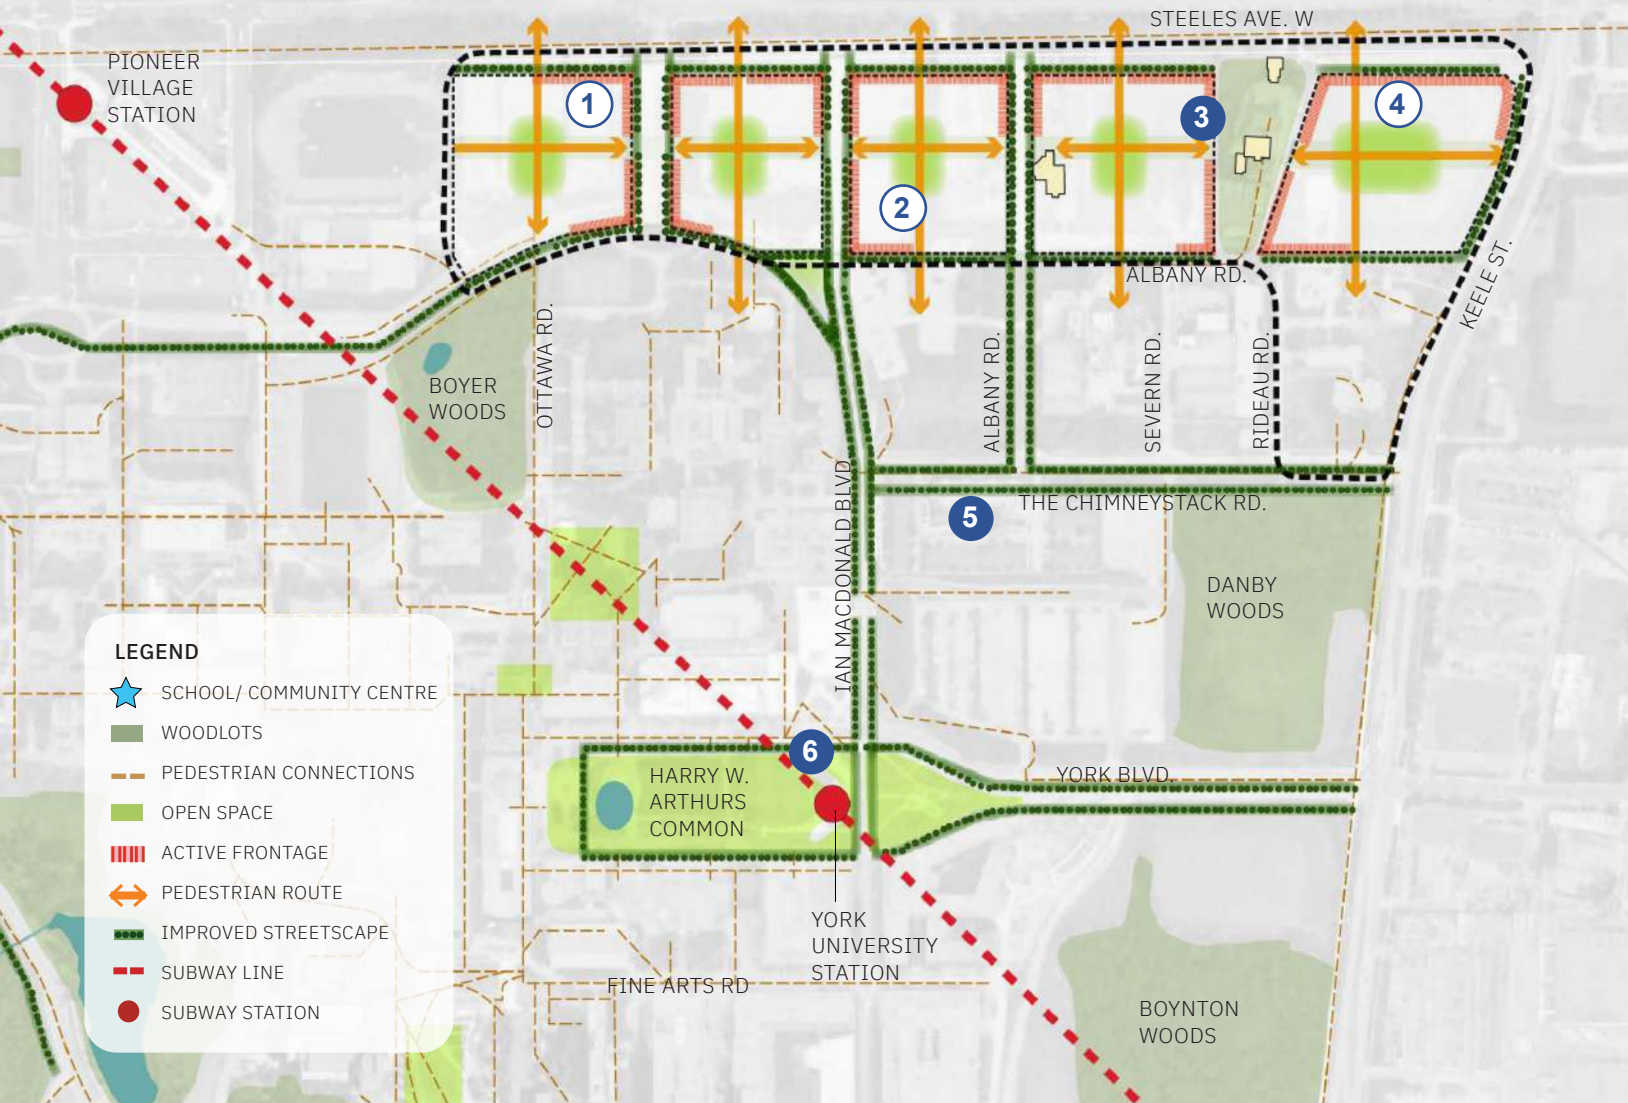 STEELES AVE. W
PIONEER
VILLAGE
STATION
1
2
3
4
ALBANY RD.
KEELE ST.
OTTAWA RD.
BOYER
WOODS
ALBANY RD.
SEVERN RD.
RIDEAU RD.
IAN MACDONALD BLVD
5
THE CHIMNEYSTACK RD.
DANBY
WOODS
LEGEND
SCHOOL/ COMMUNITY CENTRE
WOODLOTS
PEDESTRIAN CONNECTIONS
OPEN SPACE
ACTIVE FRONTAGE
PEDESTRIAN ROUTE
IMPROVED STREETSCAPE
SUBWAY LINE
SUBWAY STATION
6
HARRY W.
ARTHURS
COMMON
YORK BLVD.
YORK
UNIVERSITY
STATION
FINE ARTS RD
BOYNTON
WOODS